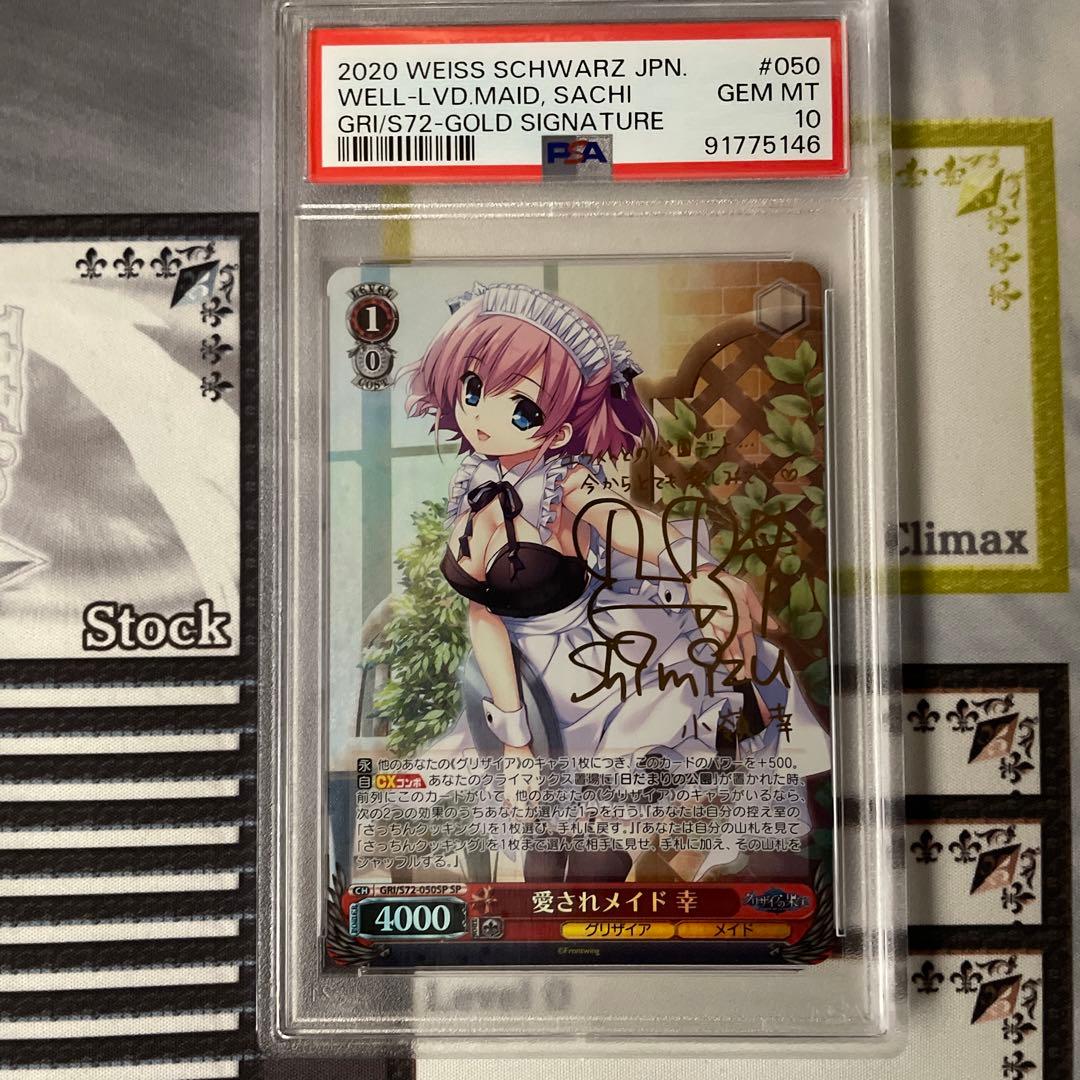 2020 WEISS SCHWARZ JPN. #050
WELL-LVD.MAID, SACHI GEM MT
GRI/S72-GOLD SIGNATURE 10
PSA 91775146
LEVEL
1
0
COST
今からとても
Shimizu
小嶺 幸
Climax
Stock
永 他のあなたの《グリザイア》のキャラ1枚につき、このカードのパワーを+500。
自 CXコンボ あなたのクライマックス置場に「日だまりの公園」が置かれた時、
前列にこのカードがいて、他のあなたの《グリザイア》のキャラがいるなら、
次の2つの効果のうちあなたが選んだ1つを行う。『あなたは自分の控え室の
「さっちんクッキング」を1枚選び、手札に戻す。』『あなたは自分の山札を見て
「さっちんクッキング」を1枚まで選んで相手に見せ、手札に加え、その山札を
シャッフルする。』
CH GRI/S72-050SP SP
4000
愛されメイド 幸
グリザイアの果実
グリザイア メイド
©Frontwing
Level 0